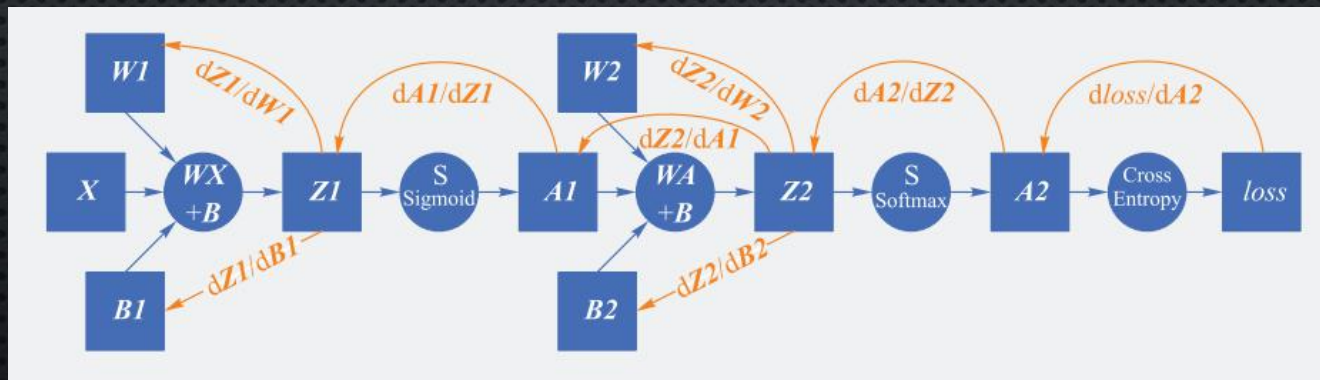 W1
dZ1/dW1
dA1/dZ1
W2
dZ2/dW2
dA2/dZ2
dloss/dA2
dZ2/dA1
X
WX
+B
Z1
S
Sigmoid
A1
WA
+B
Z2
S
Softmax
A2
Cross
Entropy
loss
dZ1/dB1
dZ2/dB2
B1
B2